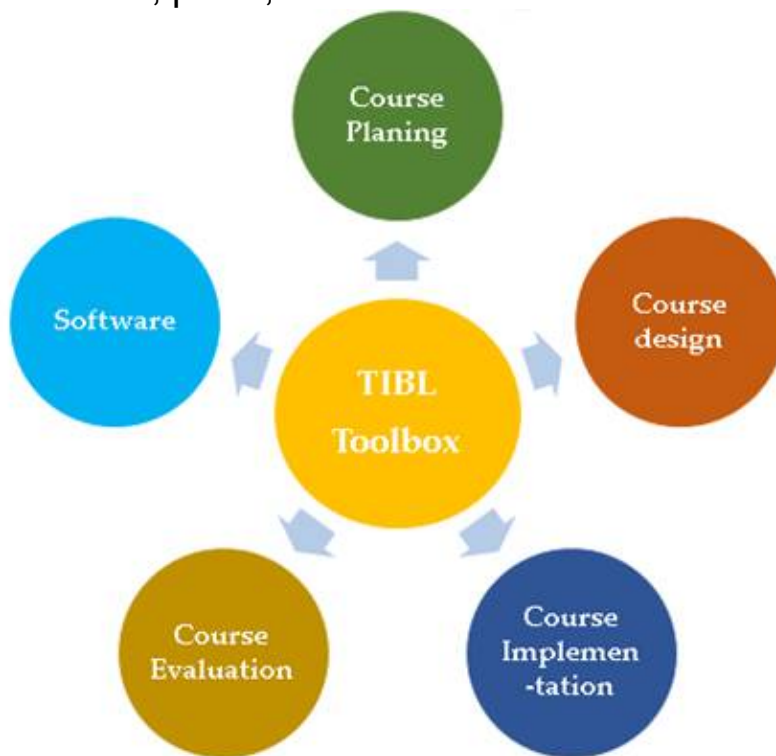 Course
Planing
Course
design
Software
TIBL
Toolbox
Course
Evaluation
Course
Implemen
-tation